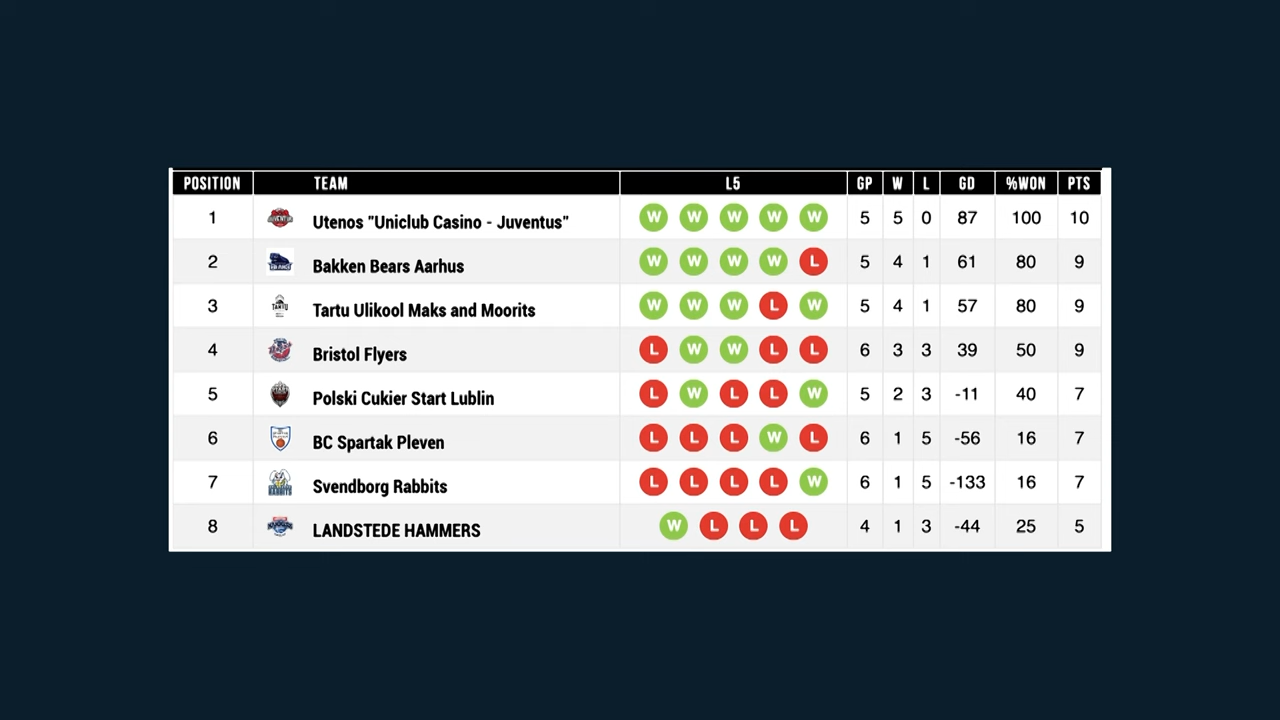 POSITION TEAM L5 GP W L GD %WON PTS
1 Utenos "Uniclub Casino - Juventus" W W W W W 5 5 0 87 100 10
2 Bakken Bears Aarhus W W W W L 5 4 1 61 80 9
3 Tartu Ulikool Maks and Moorits W W W L W 5 4 1 57 80 9
4 Bristol Flyers L W W L L 6 3 3 39 50 9
5 Polski Cukier Start Lublin L W L L W 5 2 3 -11 40 7
6 BC Spartak Pleven L L L W L 6 1 5 -56 16 7
7 Svendborg Rabbits L L L L W 6 1 5 -133 16 7
8 LANDSTEDE HAMMERS W L L L 4 1 3 -44 25 5